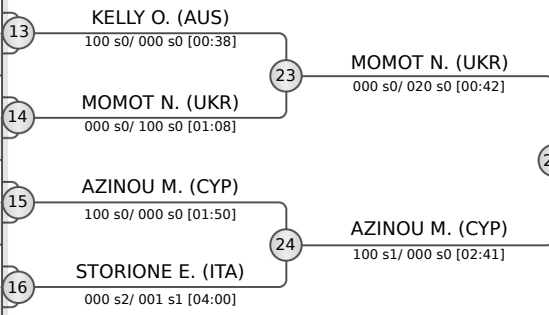 KELLY O. (AUS)
13
100 s0/ 000 s0 [00:38]
MOMOT N. (UKR)
23
000 s0/ 020 s0 [00:42]
MOMOT N. (UKR)
14
000 s0/ 100 s0 [01:08]
AZINOU M. (CYP)
15
100 s0/ 000 s0 [01:50]
AZINOU M. (CYP)
24
100 s1/ 000 s0 [02:41]
STORIONE E. (ITA)
16
000 s2/ 001 s1 [04:00]